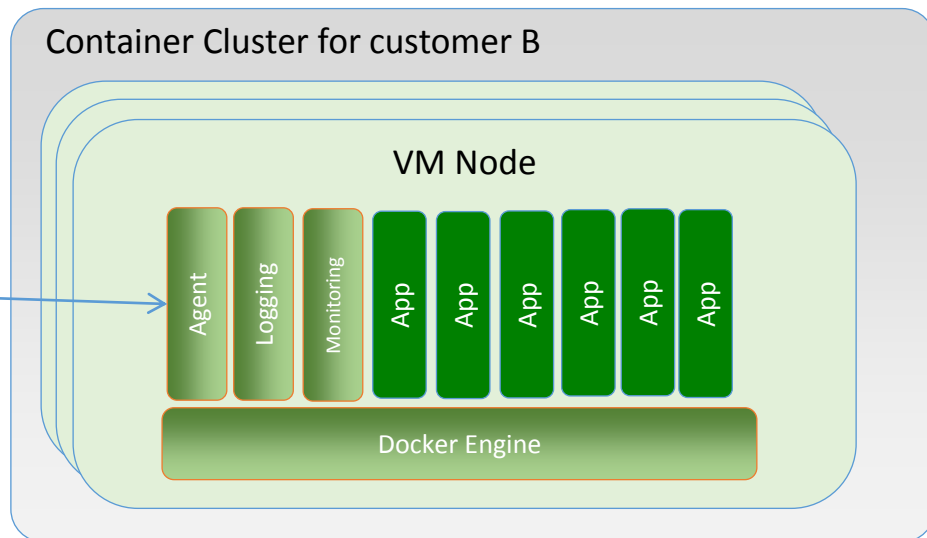 Container Cluster for customer B
VM Node
Agent
Logging
Monitoring
App
App
App
App
App
App
Docker Engine